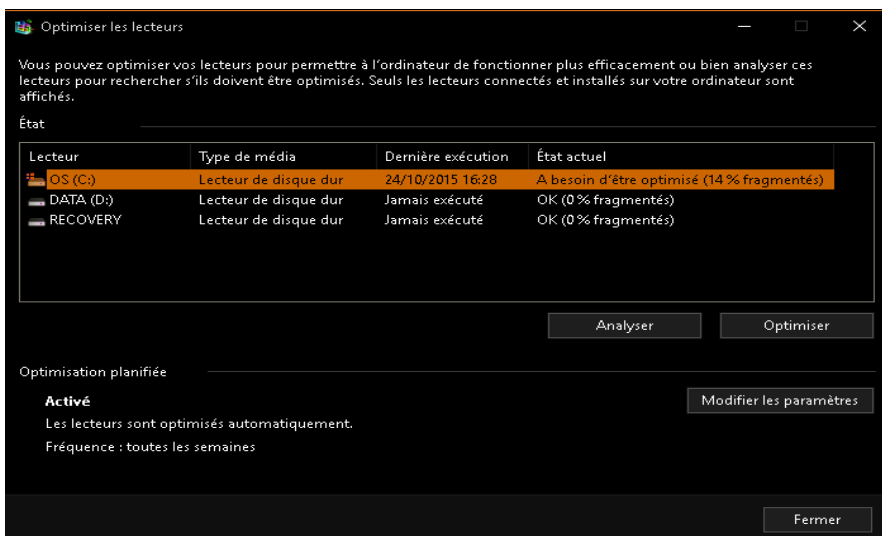 Optimiser les lecteurs
Vous pouvez optimiser vos lecteurs pour permettre à l'ordinateur de fonctionner plus efficacement ou bien analyser ces
lecteurs pour rechercher s'ils doivent être optimisés. Seuls les lecteurs connectés et installés sur votre ordinateur sont
affichés.
État
Lecteur Type de média Dernière exécution État actuel
OS (C:) Lecteur de disque dur 24/10/2015 16:28 A besoin d'être optimisé (14 % fragmentés)
DATA (D:) Lecteur de disque dur Jamais exécuté OK (0 % fragmentés)
RECOVERY Lecteur de disque dur Jamais exécuté OK (0 % fragmentés)
Analyser Optimiser
Optimisation planifiée
Activé Modifier les paramètres
Les lecteurs sont optimisés automatiquement.
Fréquence : toutes les semaines
Fermer